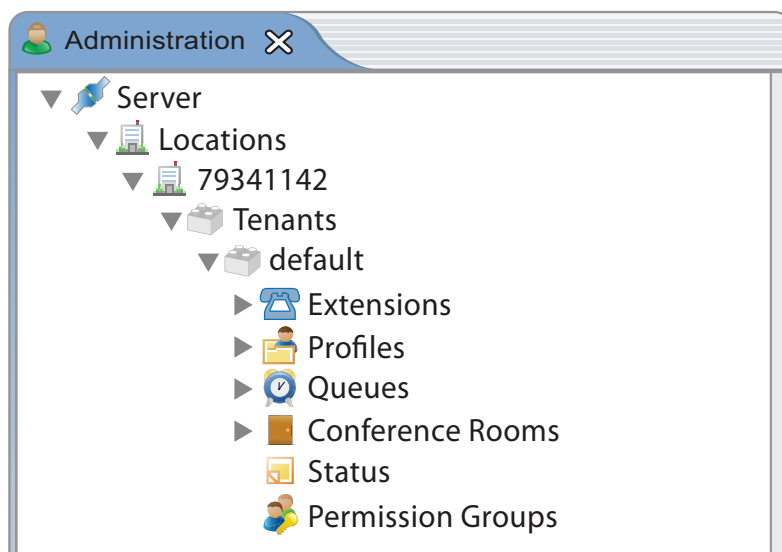 Administration
Server
Locations
79341142
Tenants
default
Extensions
Profiles
Queues
Conference Rooms
Status
Permission Groups